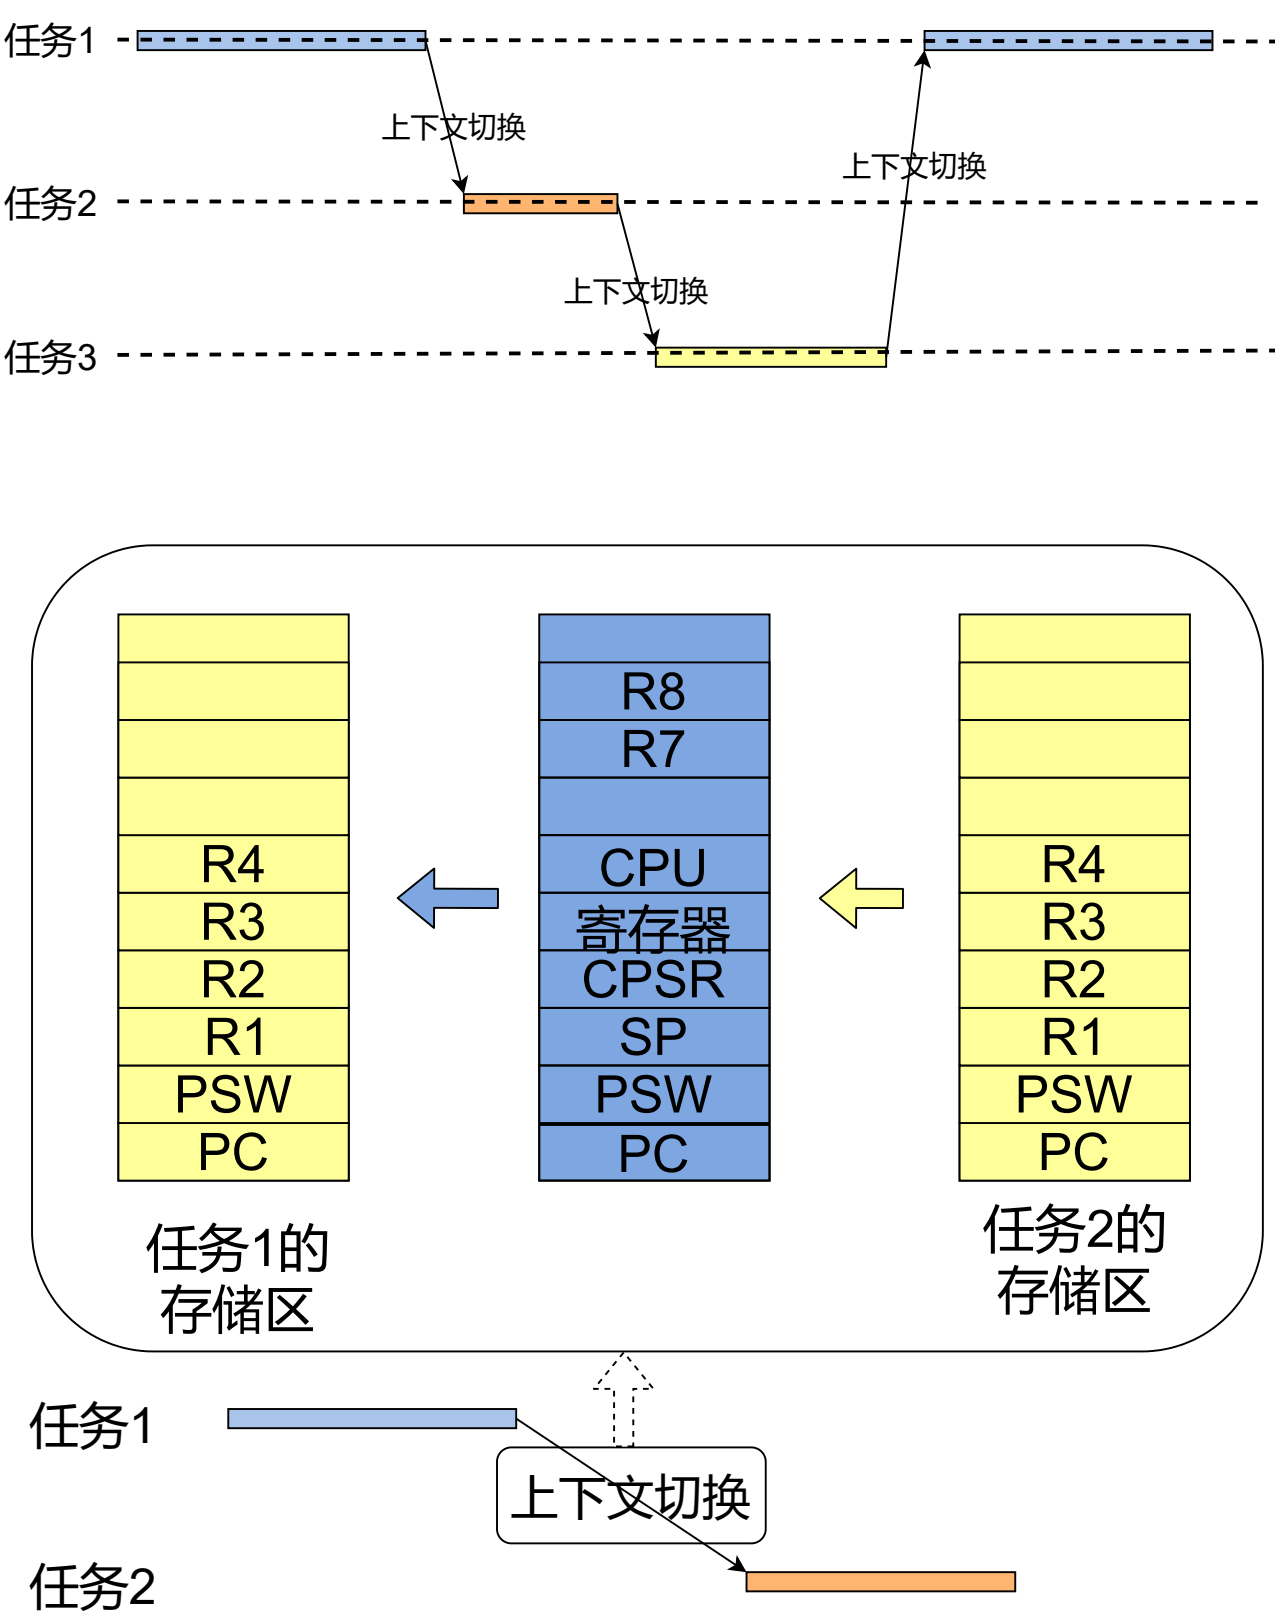 任务1
上下文切换
上下文切换
任务2
上下文切换
任务3
R8
R7
R4
CPU
R4
R3
寄存器
R3
R2
CPSR
R2
R1
SP
R1
PSW
PSW
PSW
PC
PC
PC
任务1的
存储区
任务2的
存储区
任务1
上下文切换
任务2